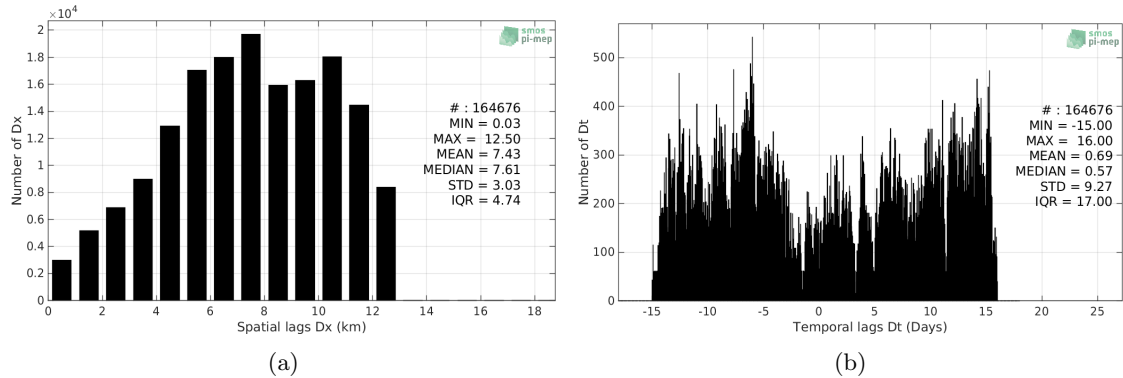 ×10⁴
2
1.8
1.6
1.4
1.2
1
0.8
0.6
0.4
0.2
0
Number of Dx
0 2 4 6 8 10 12 14 16 18
Spatial lags Dx (km)
smos
pi-mep
# : 164676
MIN = 0.03
MAX = 12.50
MEAN = 7.43
MEDIAN = 7.61
STD = 3.03
IQR = 4.74
(a)
500
400
300
200
100
0
Number of Dt
-15 -10 -5 0 5 10 15 20 25
Temporal lags Dt (Days)
smos
pi-mep
# : 164676
MIN = -15.00
MAX = 16.00
MEAN = 0.69
MEDIAN = 0.57
STD = 9.27
IQR = 17.00
(b)